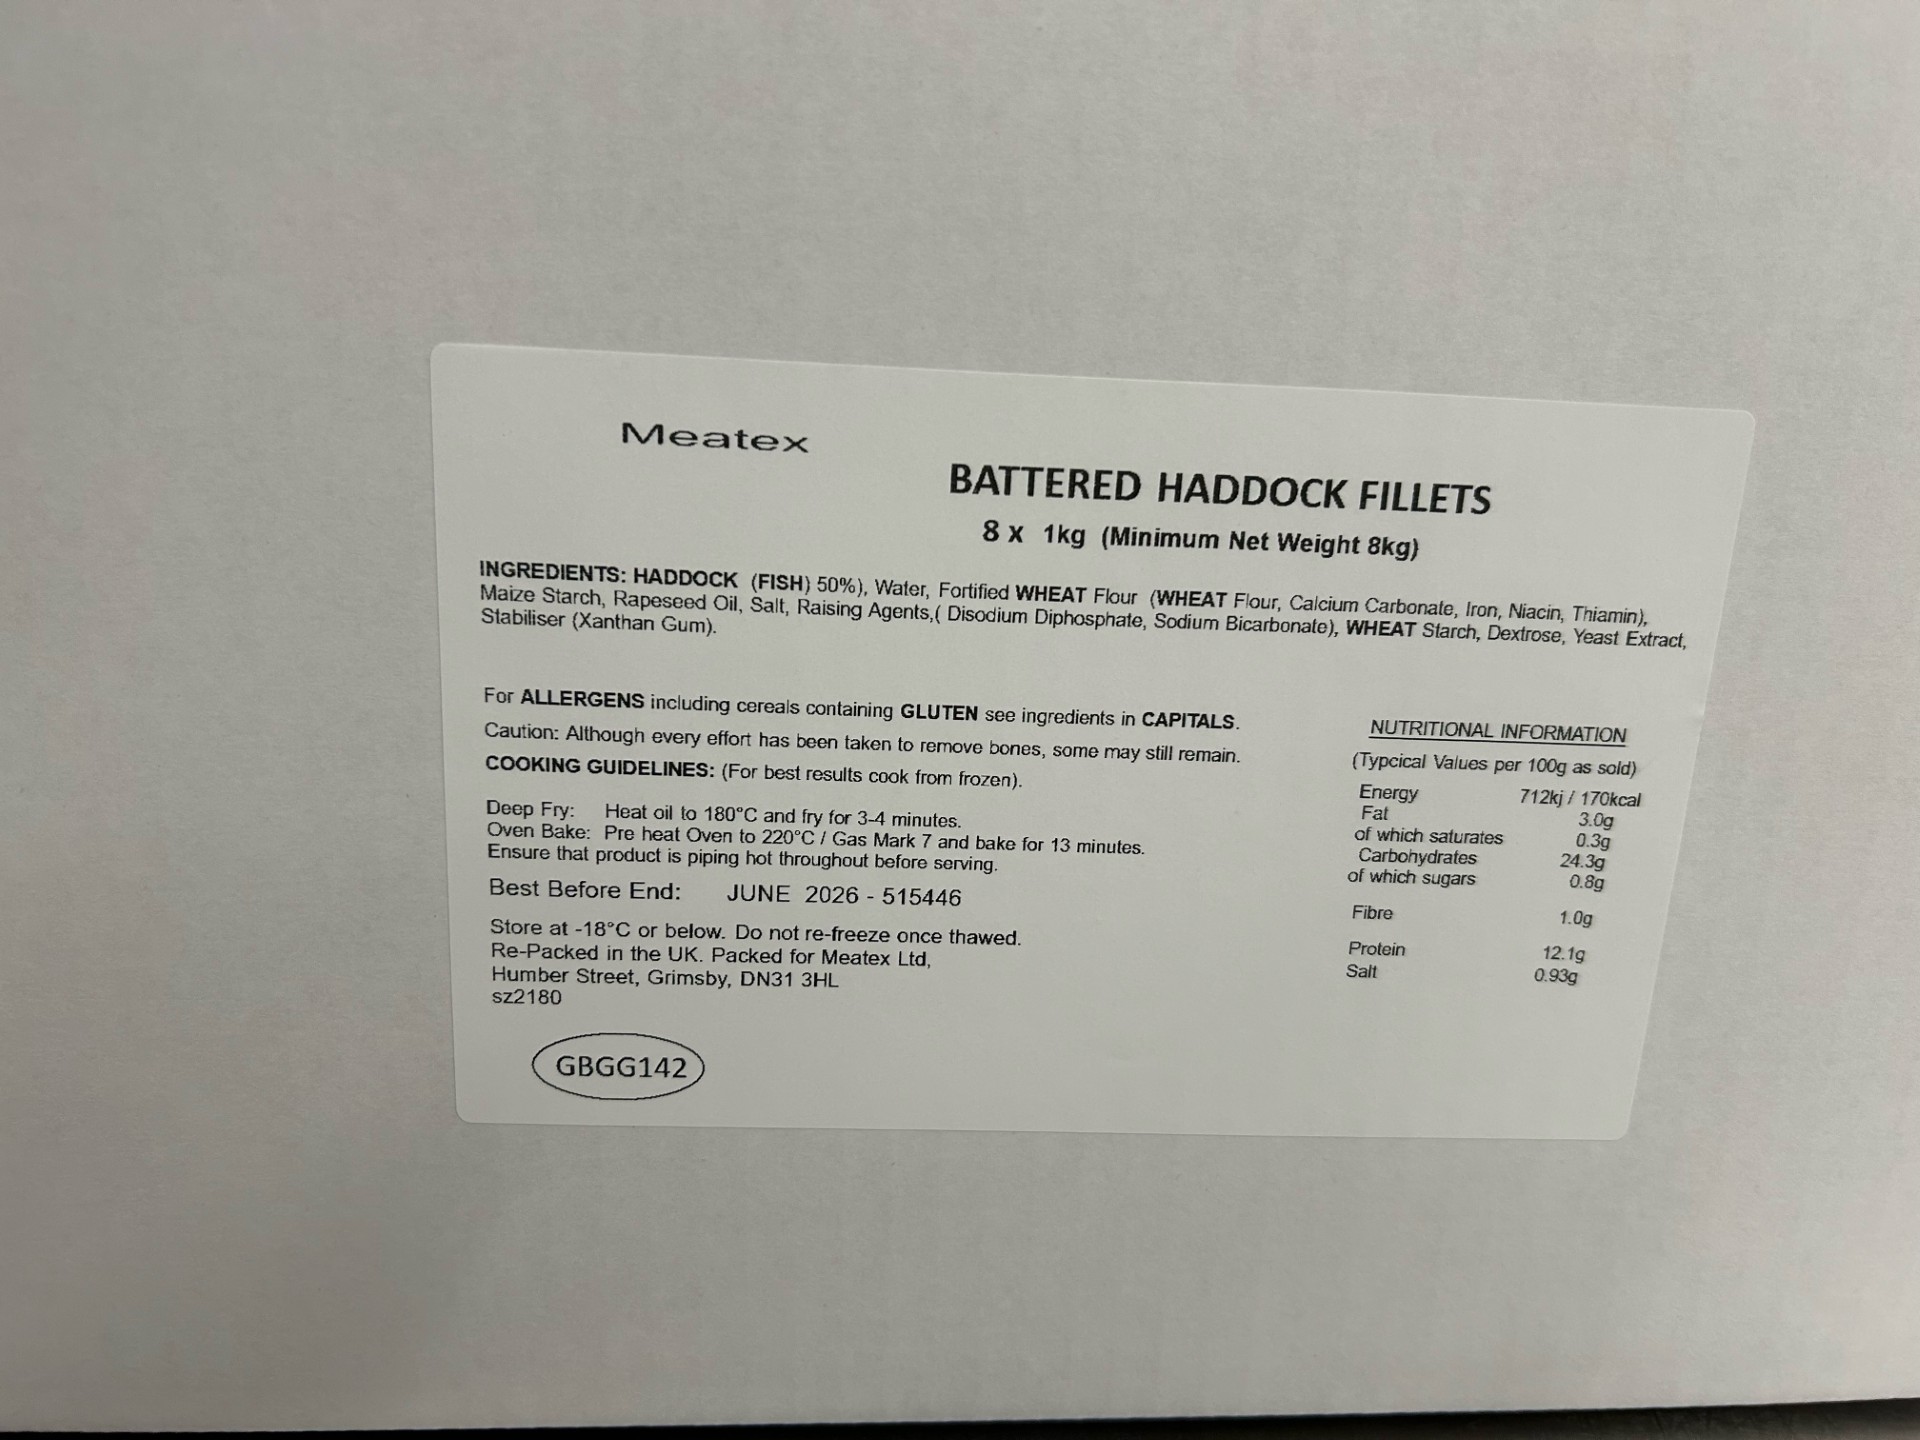 Meatex
BATTERED HADDOCK FILLETS
8 x 1kg (Minimum Net Weight 8kg)
INGREDIENTS: HADDOCK (FISH) 50%), Water, Fortified WHEAT Flour (WHEAT Flour, Calcium Carbonate, Iron, Niacin, Thiamin),
Maize Starch, Rapeseed Oil, Salt, Raising Agents,( Disodium Diphosphate, Sodium Bicarbonate), WHEAT Starch, Dextrose, Yeast Extract,
Stabiliser (Xanthan Gum).
For ALLERGENS including cereals containing GLUTEN see ingredients in CAPITALS.
Caution: Although every effort has been taken to remove bones, some may still remain.
COOKING GUIDELINES: (For best results cook from frozen).
Deep Fry: Heat oil to 180°C and fry for 3-4 minutes.
Oven Bake: Pre heat Oven to 220°C / Gas Mark 7 and bake for 13 minutes.
Ensure that product is piping hot throughout before serving.
Best Before End: JUNE 2026 - 515446
Store at -18°C or below. Do not re-freeze once thawed.
Re-Packed in the UK. Packed for Meatex Ltd,
Humber Street, Grimsby, DN31 3HL
sz2180
GBGG142
NUTRITIONAL INFORMATION
(Typcical Values per 100g as sold)
Energy 712kj / 170kcal
Fat 3.0g
of which saturates 0.3g
Carbohydrates 24.3g
of which sugars 0.8g
Fibre 1.0g
Protein 12.1g
Salt 0.93g